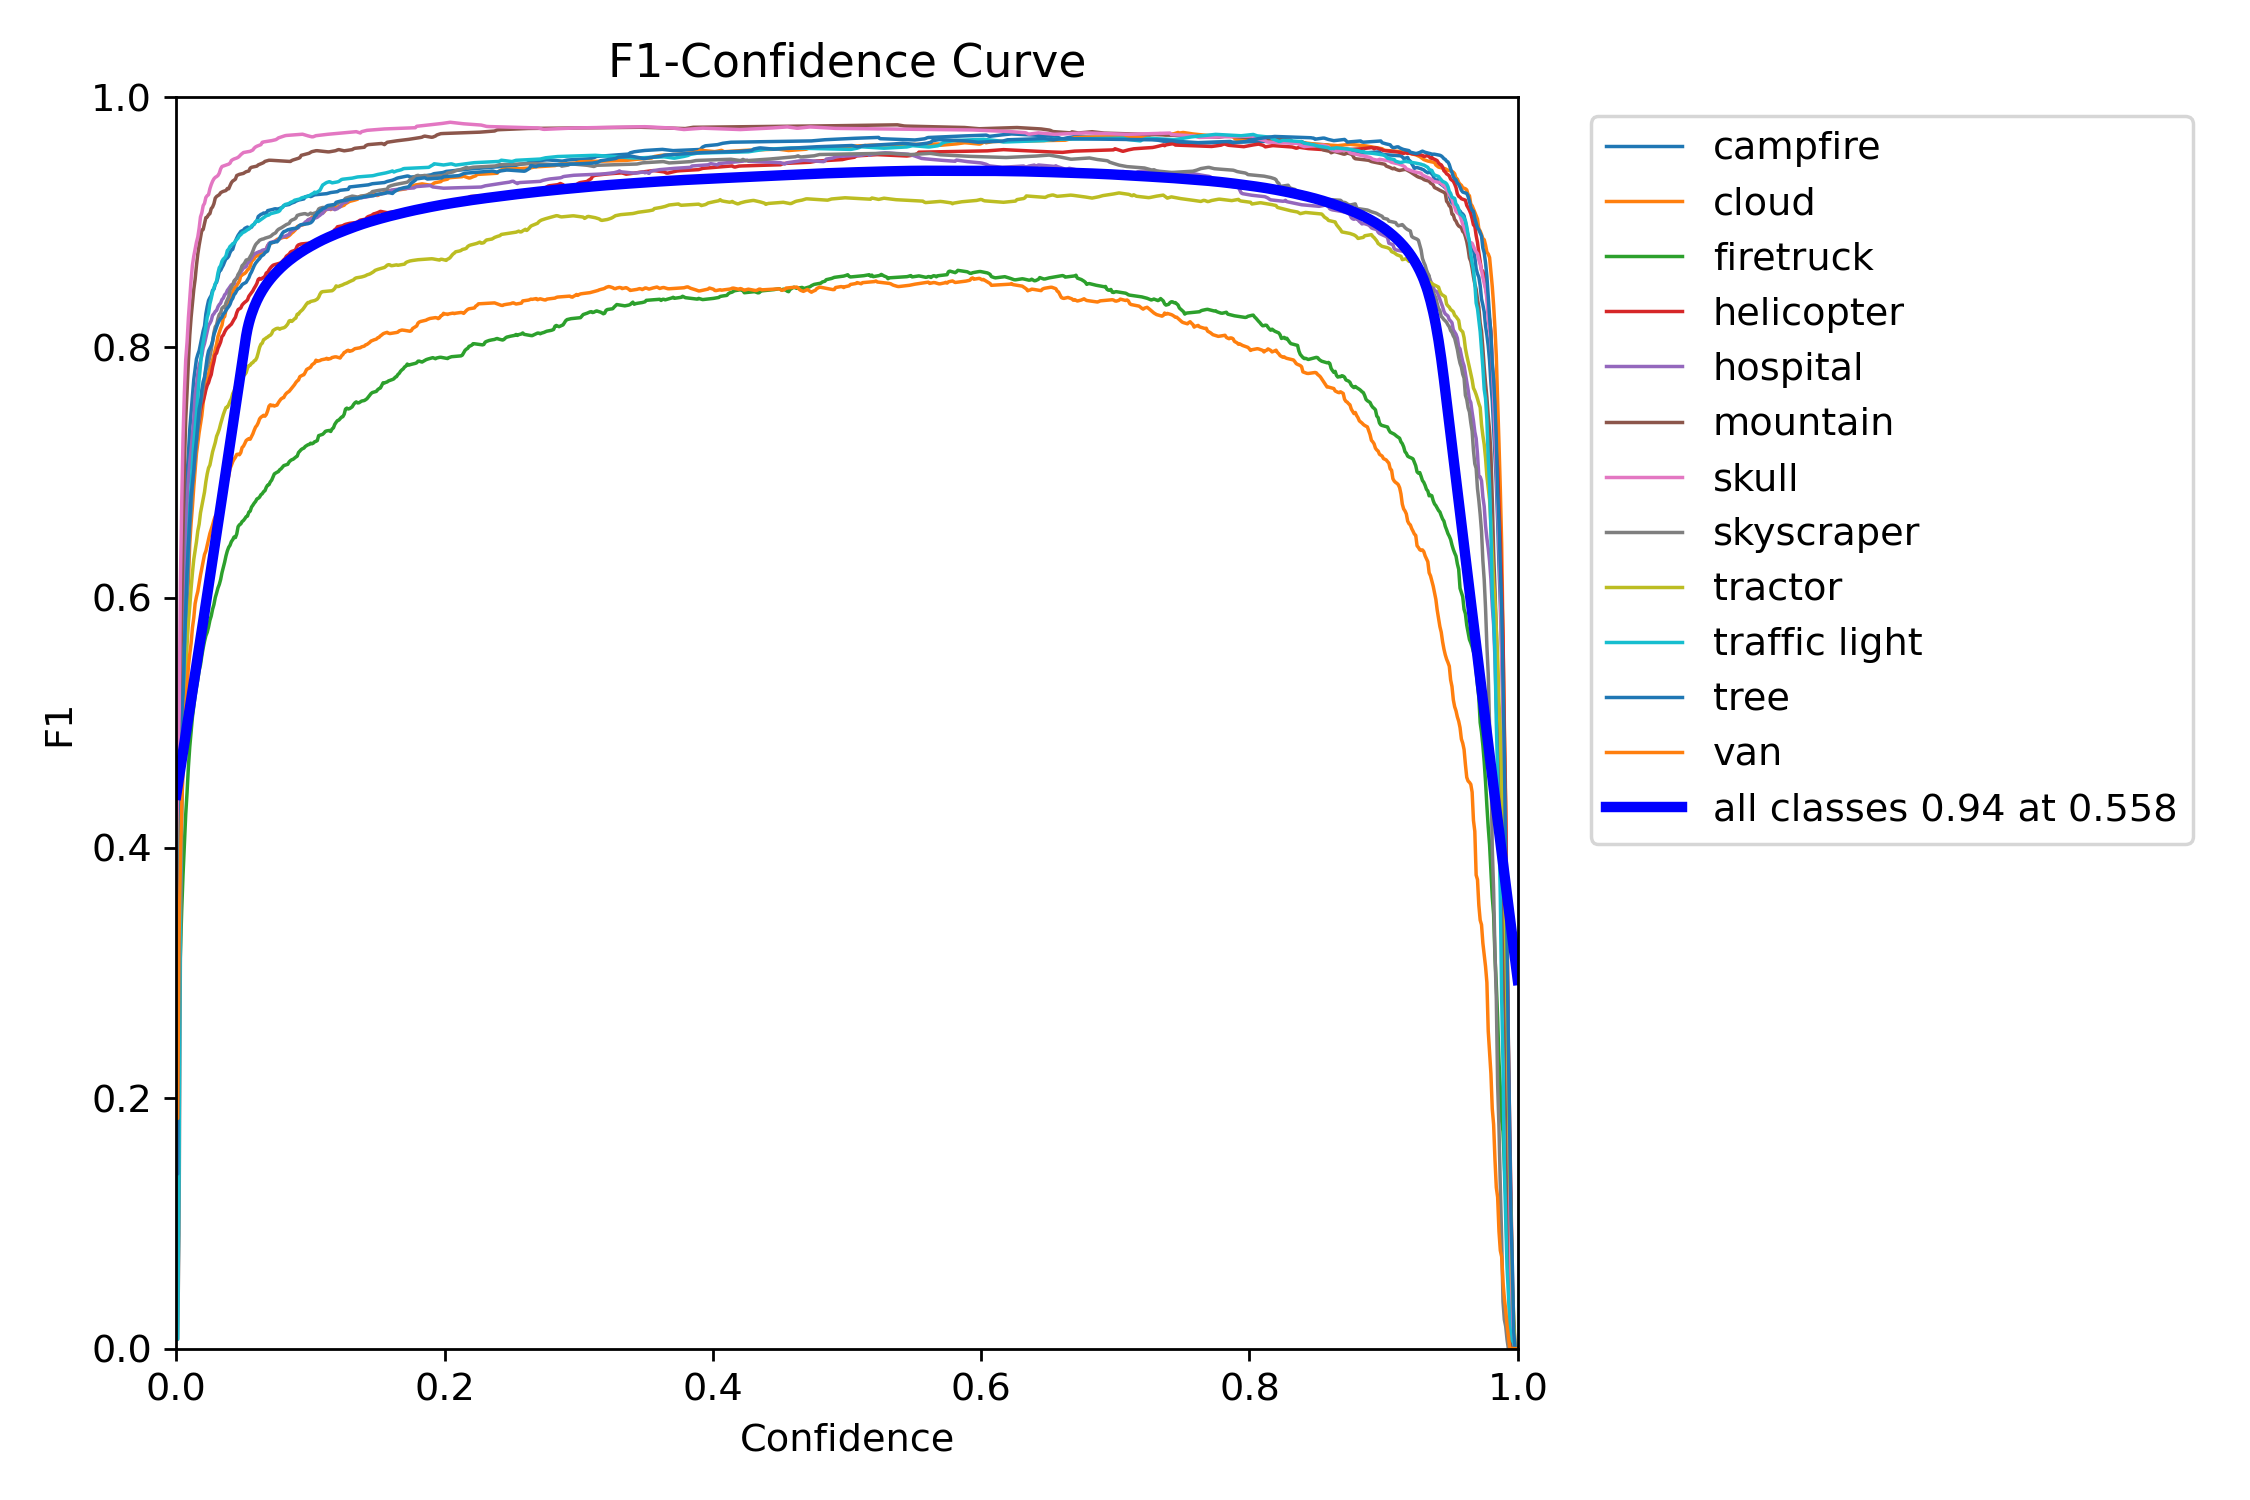 F1-Confidence Curve
1.0
0.8
0.6
0.4
0.2
0.0
F1
0.0 0.2 0.4 0.6 0.8 1.0
Confidence
campfire
cloud
firetruck
helicopter
hospital
mountain
skull
skyscraper
tractor
traffic light
tree
van
all classes 0.94 at 0.558